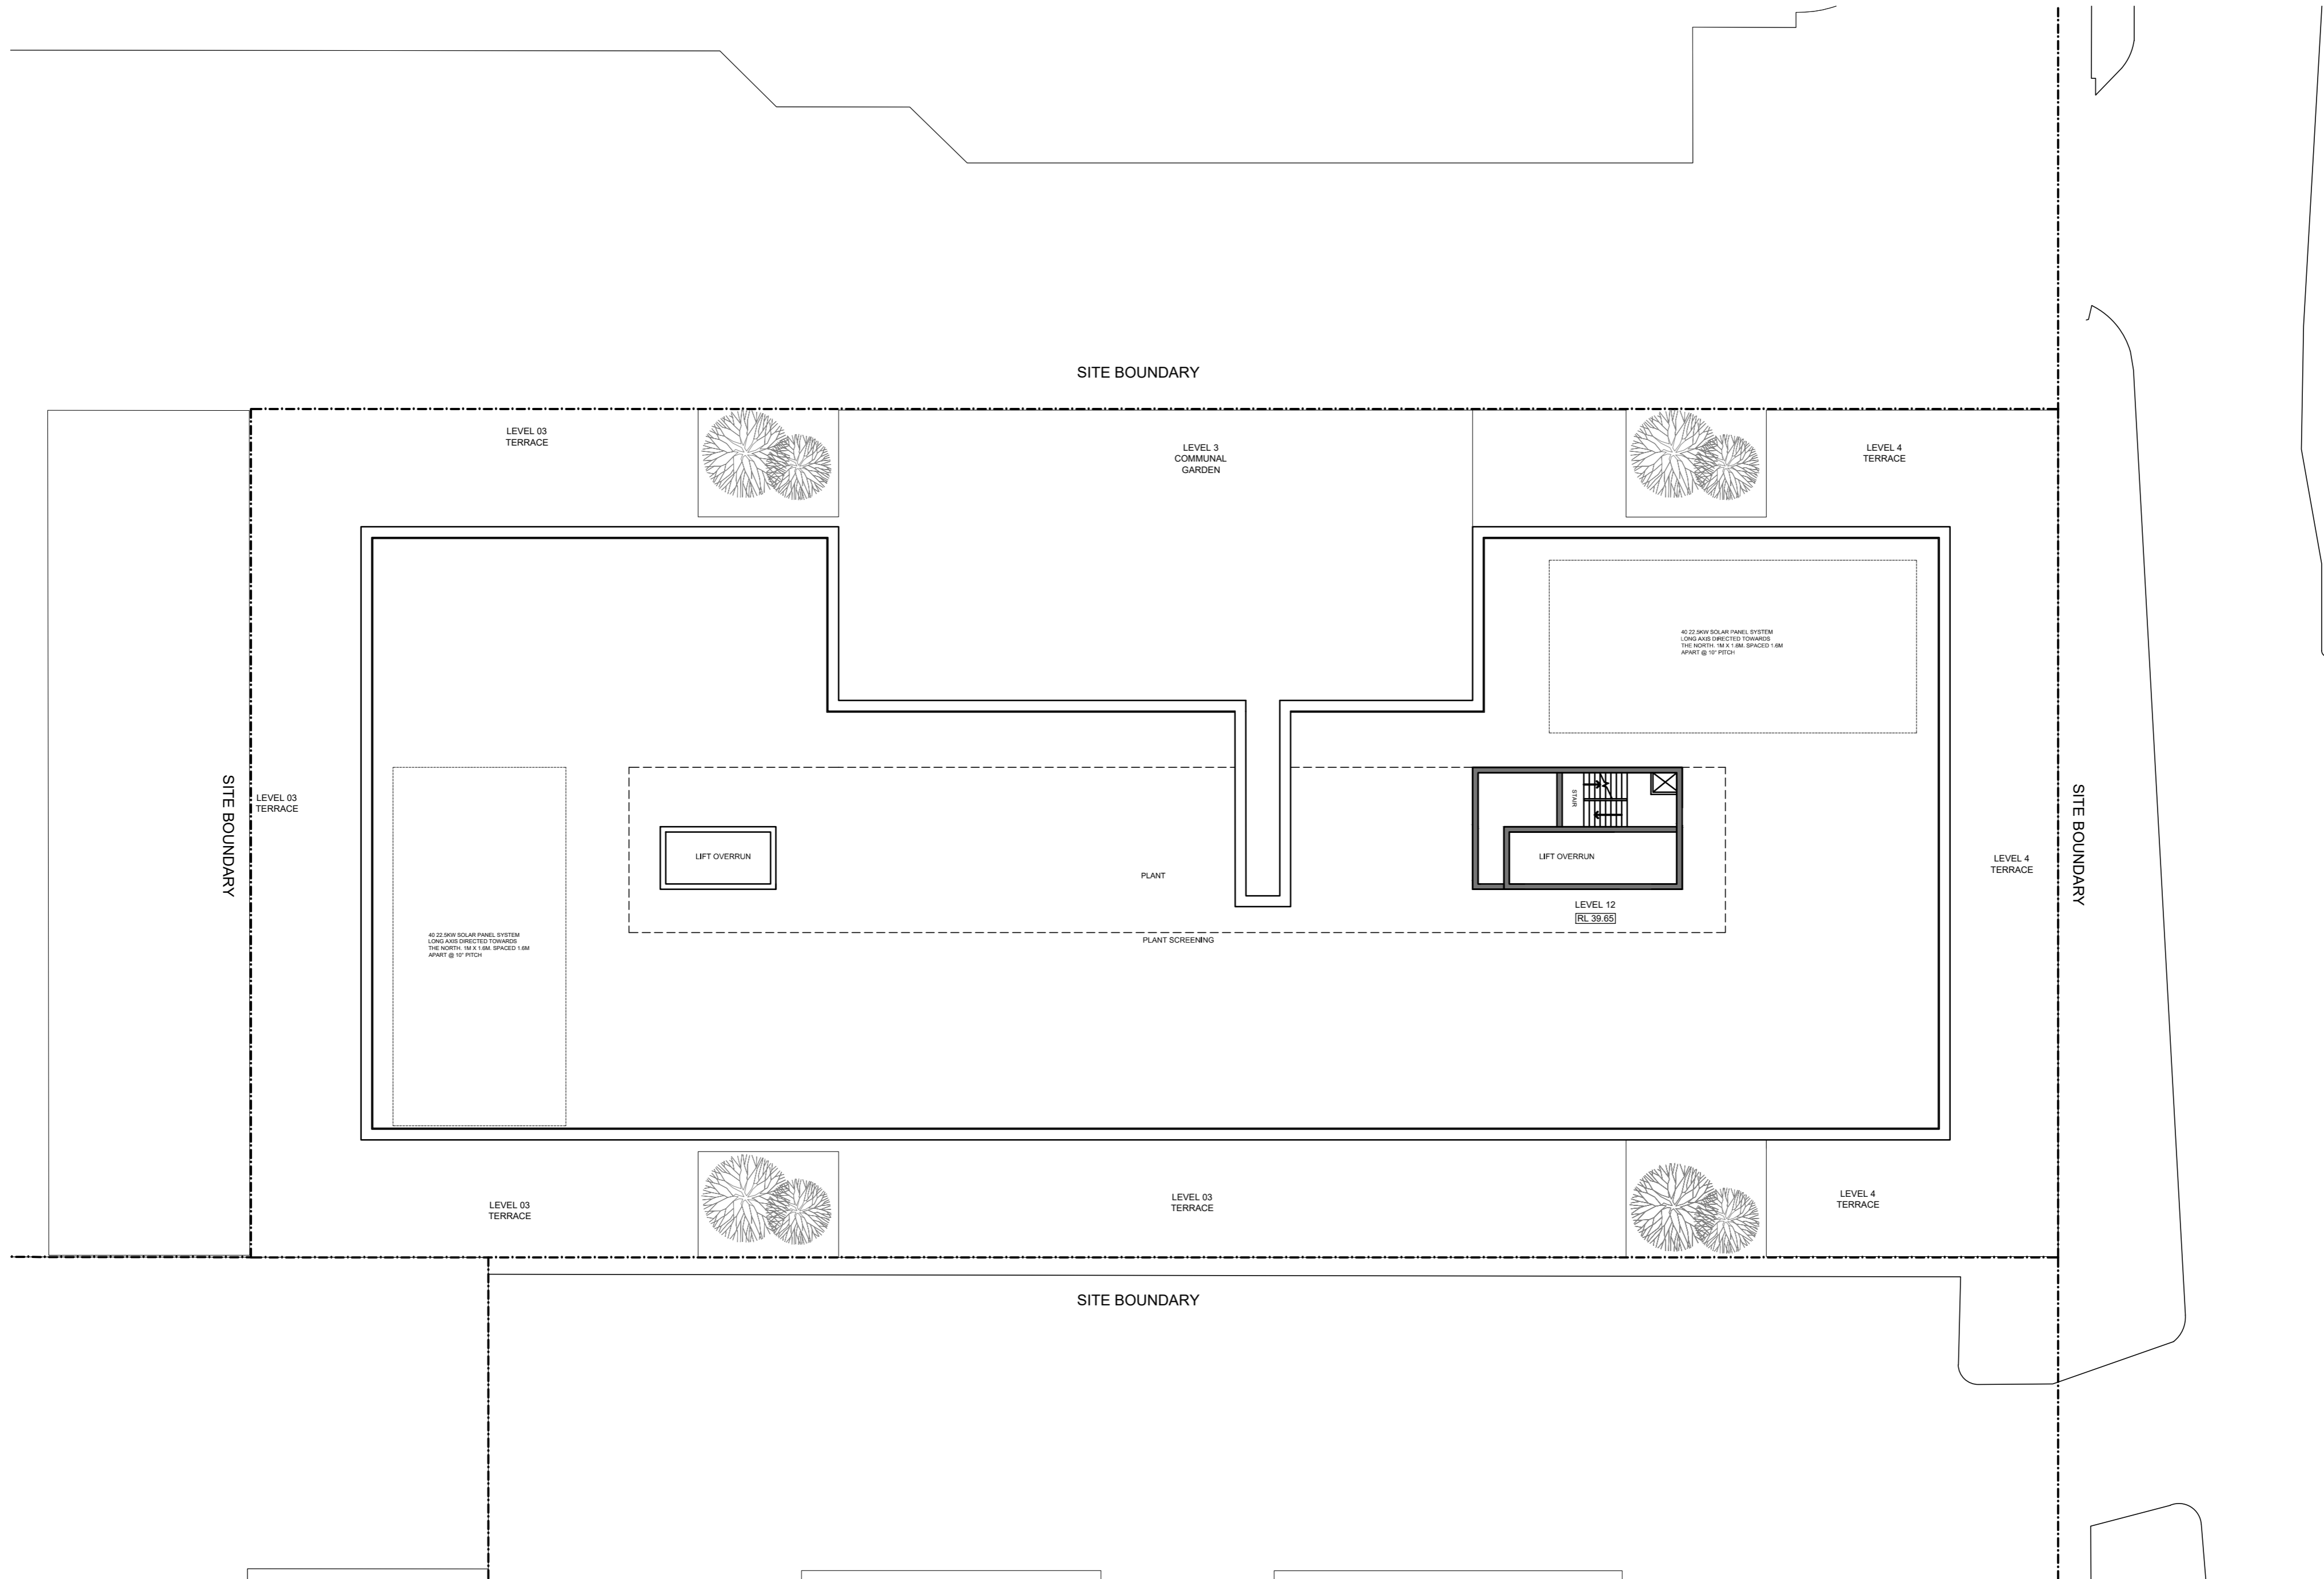 SITE BOUNDARY
LEVEL 03
TERRACE
LEVEL 3
COMMUNAL
GARDEN
LEVEL 4
TERRACE
40 22.5KW SOLAR PANEL SYSTEM
LONG AXIS DIRECTED TOWARDS
THE NORTH. 1M X 1.6M. SPACED 1.6M
APART @ 10° PITCH
SITE BOUNDARY
LEVEL 03
TERRACE
STAIR
LIFT OVERRUN
LIFT OVERRUN
PLANT
LEVEL 12
RL 39.65
PLANT SCREENING
LEVEL 4
TERRACE
SITE BOUNDARY
40 22.5KW SOLAR PANEL SYSTEM
LONG AXIS DIRECTED TOWARDS
THE NORTH. 1M X 1.6M. SPACED 1.6M
APART @ 10° PITCH
LEVEL 03
TERRACE
LEVEL 03
TERRACE
LEVEL 4
TERRACE
SITE BOUNDARY